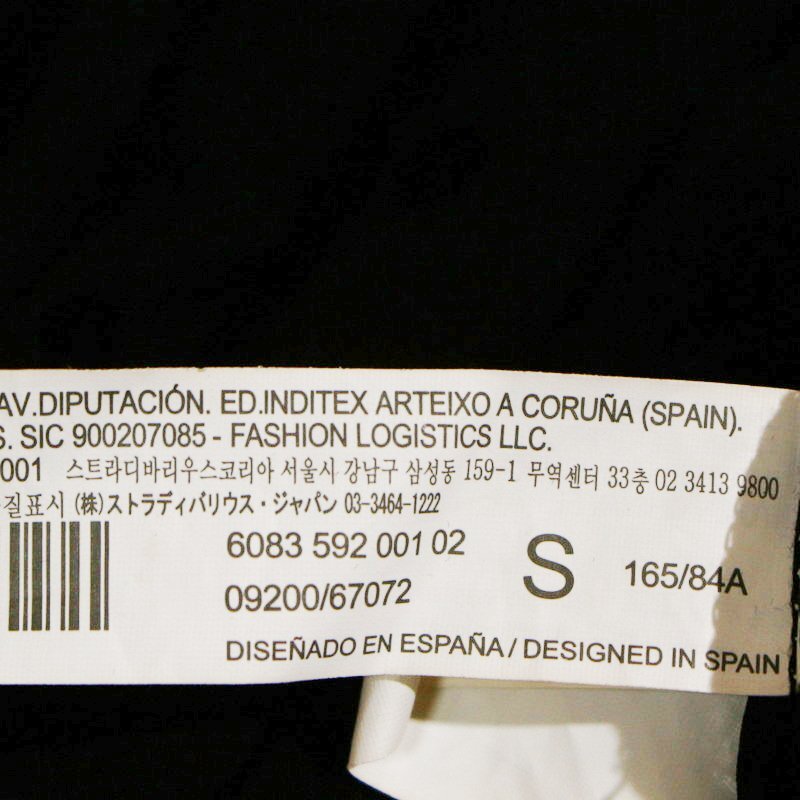 AV.DIPUTACIÓN. ED.INDITEX ARTEIXO A CORUÑA (SPAIN).
S. SIC 900207085 - FASHION LOGISTICS LLC.
001 스트라디바리우스코리아 서울시 강남구 삼성동 159-1 무역센터 33층 02 3413 9800
질표시 (株)ストラディバリウス・ジャパン 03-3464-1222
6083 592 001 02
S
165/84A
09200/67072
DISEÑADO EN ESPAÑA / DESIGNED IN SPAIN